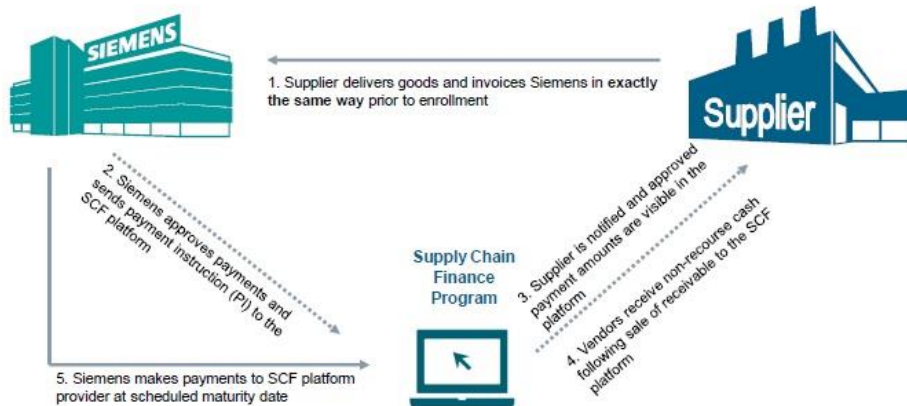 SIEMENS
1. Supplier delivers goods and invoices Siemens in exactly
the same way prior to enrollment
Supplier
2. Siemens approves payments and
sends payment instruction (PI) to the
SCF platform
Supply Chain
Finance
Program
3. Supplier is notified and approved
payment amounts are visible in the
platform
4. Vendors receive non-recourse cash
following sale of receivable to the SCF
platform
5. Siemens makes payments to SCF platform
provider at scheduled maturity date